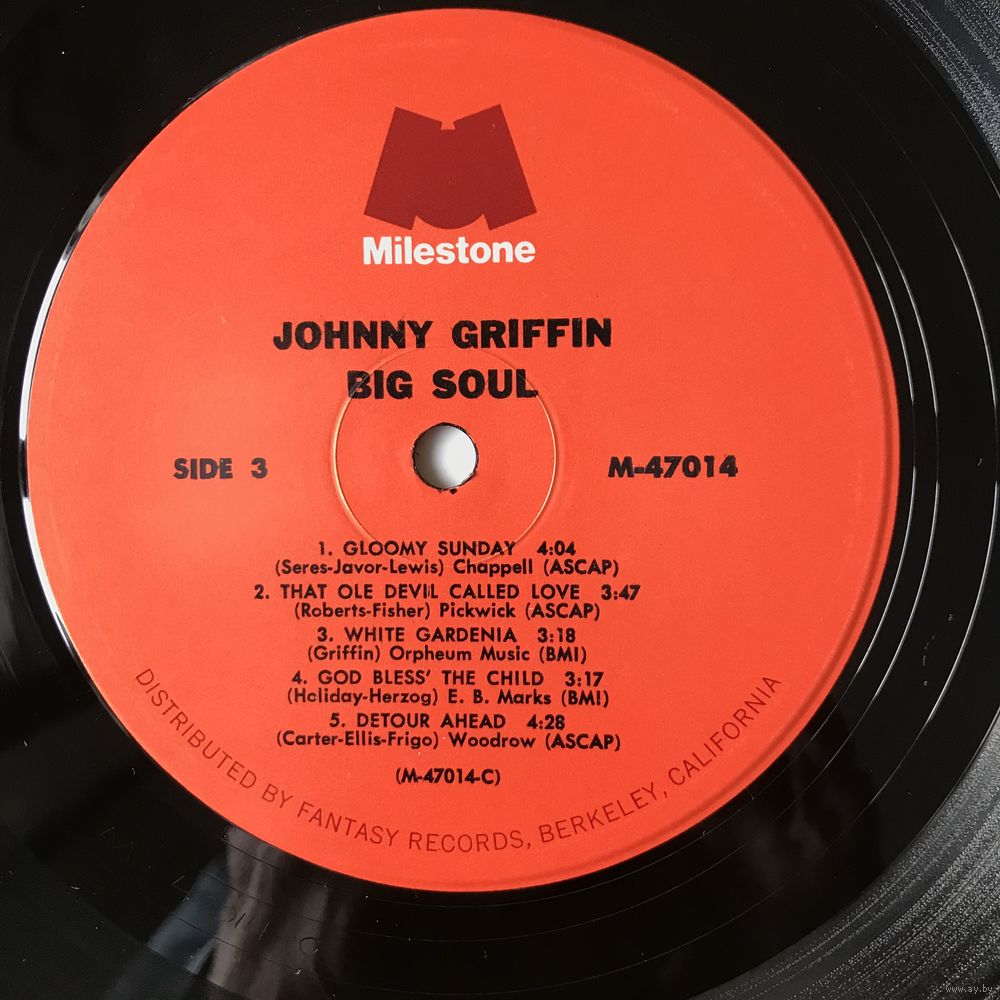 Milestone
JOHNNY GRIFFIN
BIG SOUL
SIDE 3
M-47014
1. GLOOMY SUNDAY 4:04
(Seres-Javor-Lewis) Chappell (ASCAP)
2. THAT OLE DEVIL CALLED LOVE 3:47
(Roberts-Fisher) Pickwick (ASCAP)
3. WHITE GARDENIA 3:18
(Griffin) Orpheum Music (BMI)
4. GOD BLESS' THE CHILD 3:17
(Holiday-Herzog) E. B. Marks (BMI)
5. DETOUR AHEAD 4:28
(Carter-Ellis-Frigo) Woodrow (ASCAP)
(M-47014-C)
DISTRIBUTED BY FANTASY RECORDS, BERKELEY, CALIFORNIA
www.ay.by